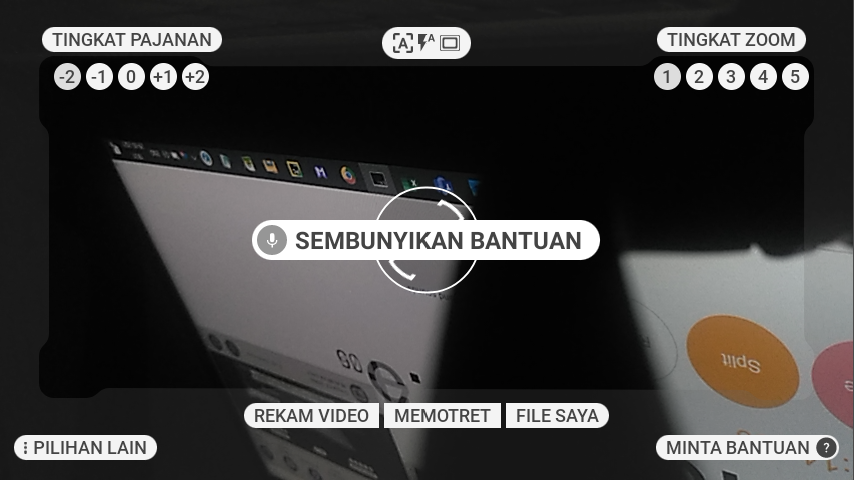 TINGKAT PAJANAN
A
A
TINGKAT ZOOM
-2 -1 0 +1 +2
1 2 3 4 5
SEMBUNYIKAN BANTUAN
Split
REKAM VIDEO MEMOTRET FILE SAYA
PILIHAN LAIN
MINTA BANTUAN ?